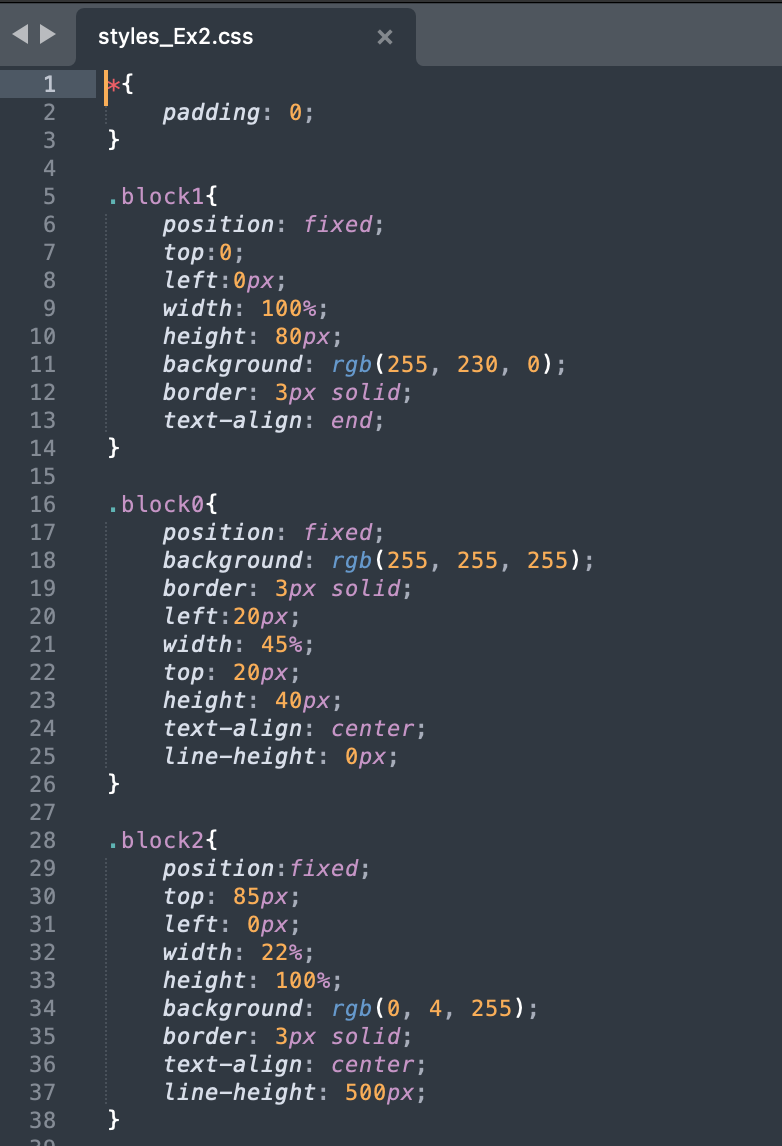 styles_Ex2.css
1 *{
2 padding: 0;
3 }
4
5 .block1{
6 position: fixed;
7 top:0;
8 left:0px;
9 width: 100%;
10 height: 80px;
11 background: rgb(255, 230, 0);
12 border: 3px solid;
13 text-align: end;
14 }
15
16 .block0{
17 position: fixed;
18 background: rgb(255, 255, 255);
19 border: 3px solid;
20 left:20px;
21 width: 45%;
22 top: 20px;
23 height: 40px;
24 text-align: center;
25 line-height: 0px;
26 }
27
28 .block2{
29 position:fixed;
30 top: 85px;
31 left: 0px;
32 width: 22%;
33 height: 100%;
34 background: rgb(0, 4, 255);
35 border: 3px solid;
36 text-align: center;
37 line-height: 500px;
38 }